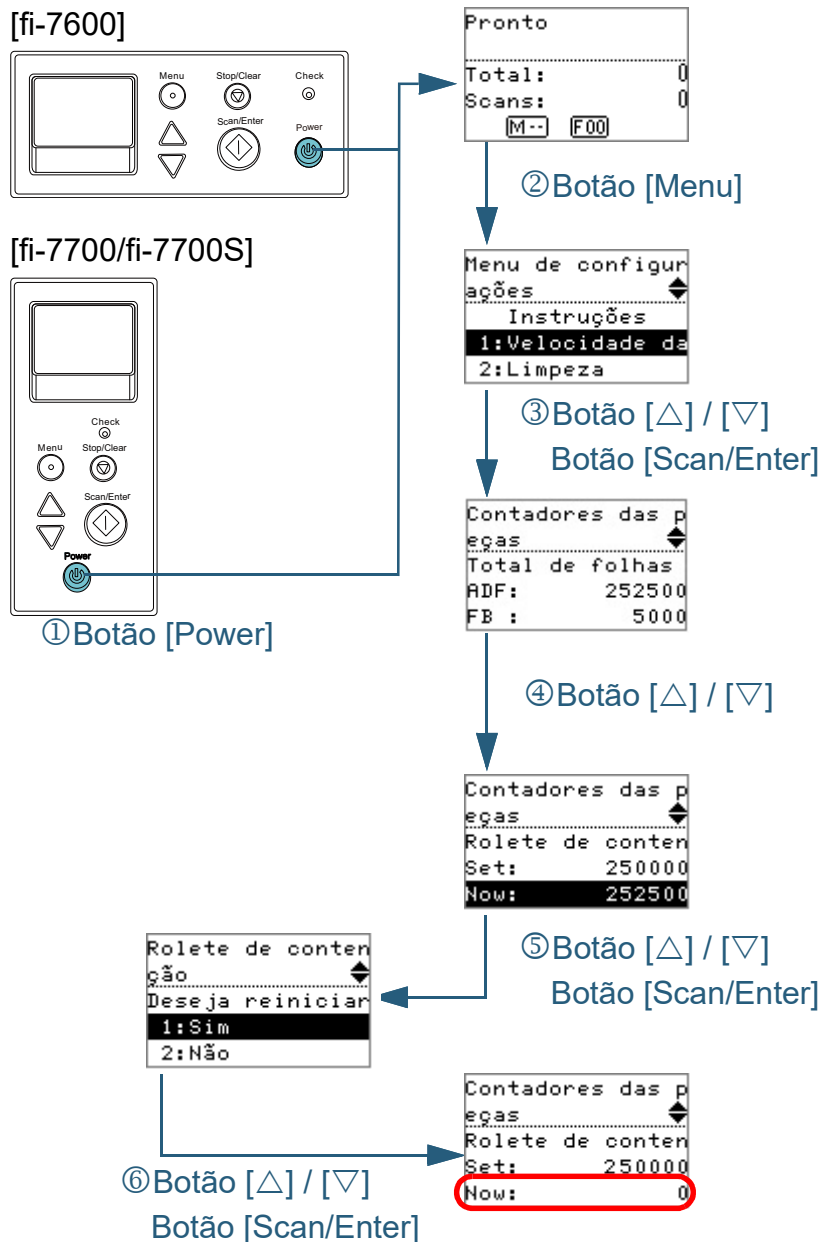 [fi-7600]
Menu
Stop/Clear
Check
Scan/Enter
Power
[fi-7700/fi-7700S]
Check
Menu
Stop/Clear
Scan/Enter
Power
①Botão [Power]
Pronto
Total: 0
Scans: 0
M-- F00
②Botão [Menu]
Menu de configur
ações
Instruções
1:Velocidade da
2:Limpeza
③Botão [△] / [▽]
Botão [Scan/Enter]
Contadores das p
eças
Total de folhas
ADF: 252500
FB : 5000
④Botão [△] / [▽]
Contadores das p
eças
Rolete de conten
Set: 250000
Now: 252500
⑤Botão [△] / [▽]
Botão [Scan/Enter]
Rolete de conten
ção
Deseja reiniciar
1:Sim
2:Não
⑥Botão [△] / [▽]
Botão [Scan/Enter]
Contadores das p
eças
Rolete de conten
Set: 250000
Now: 0